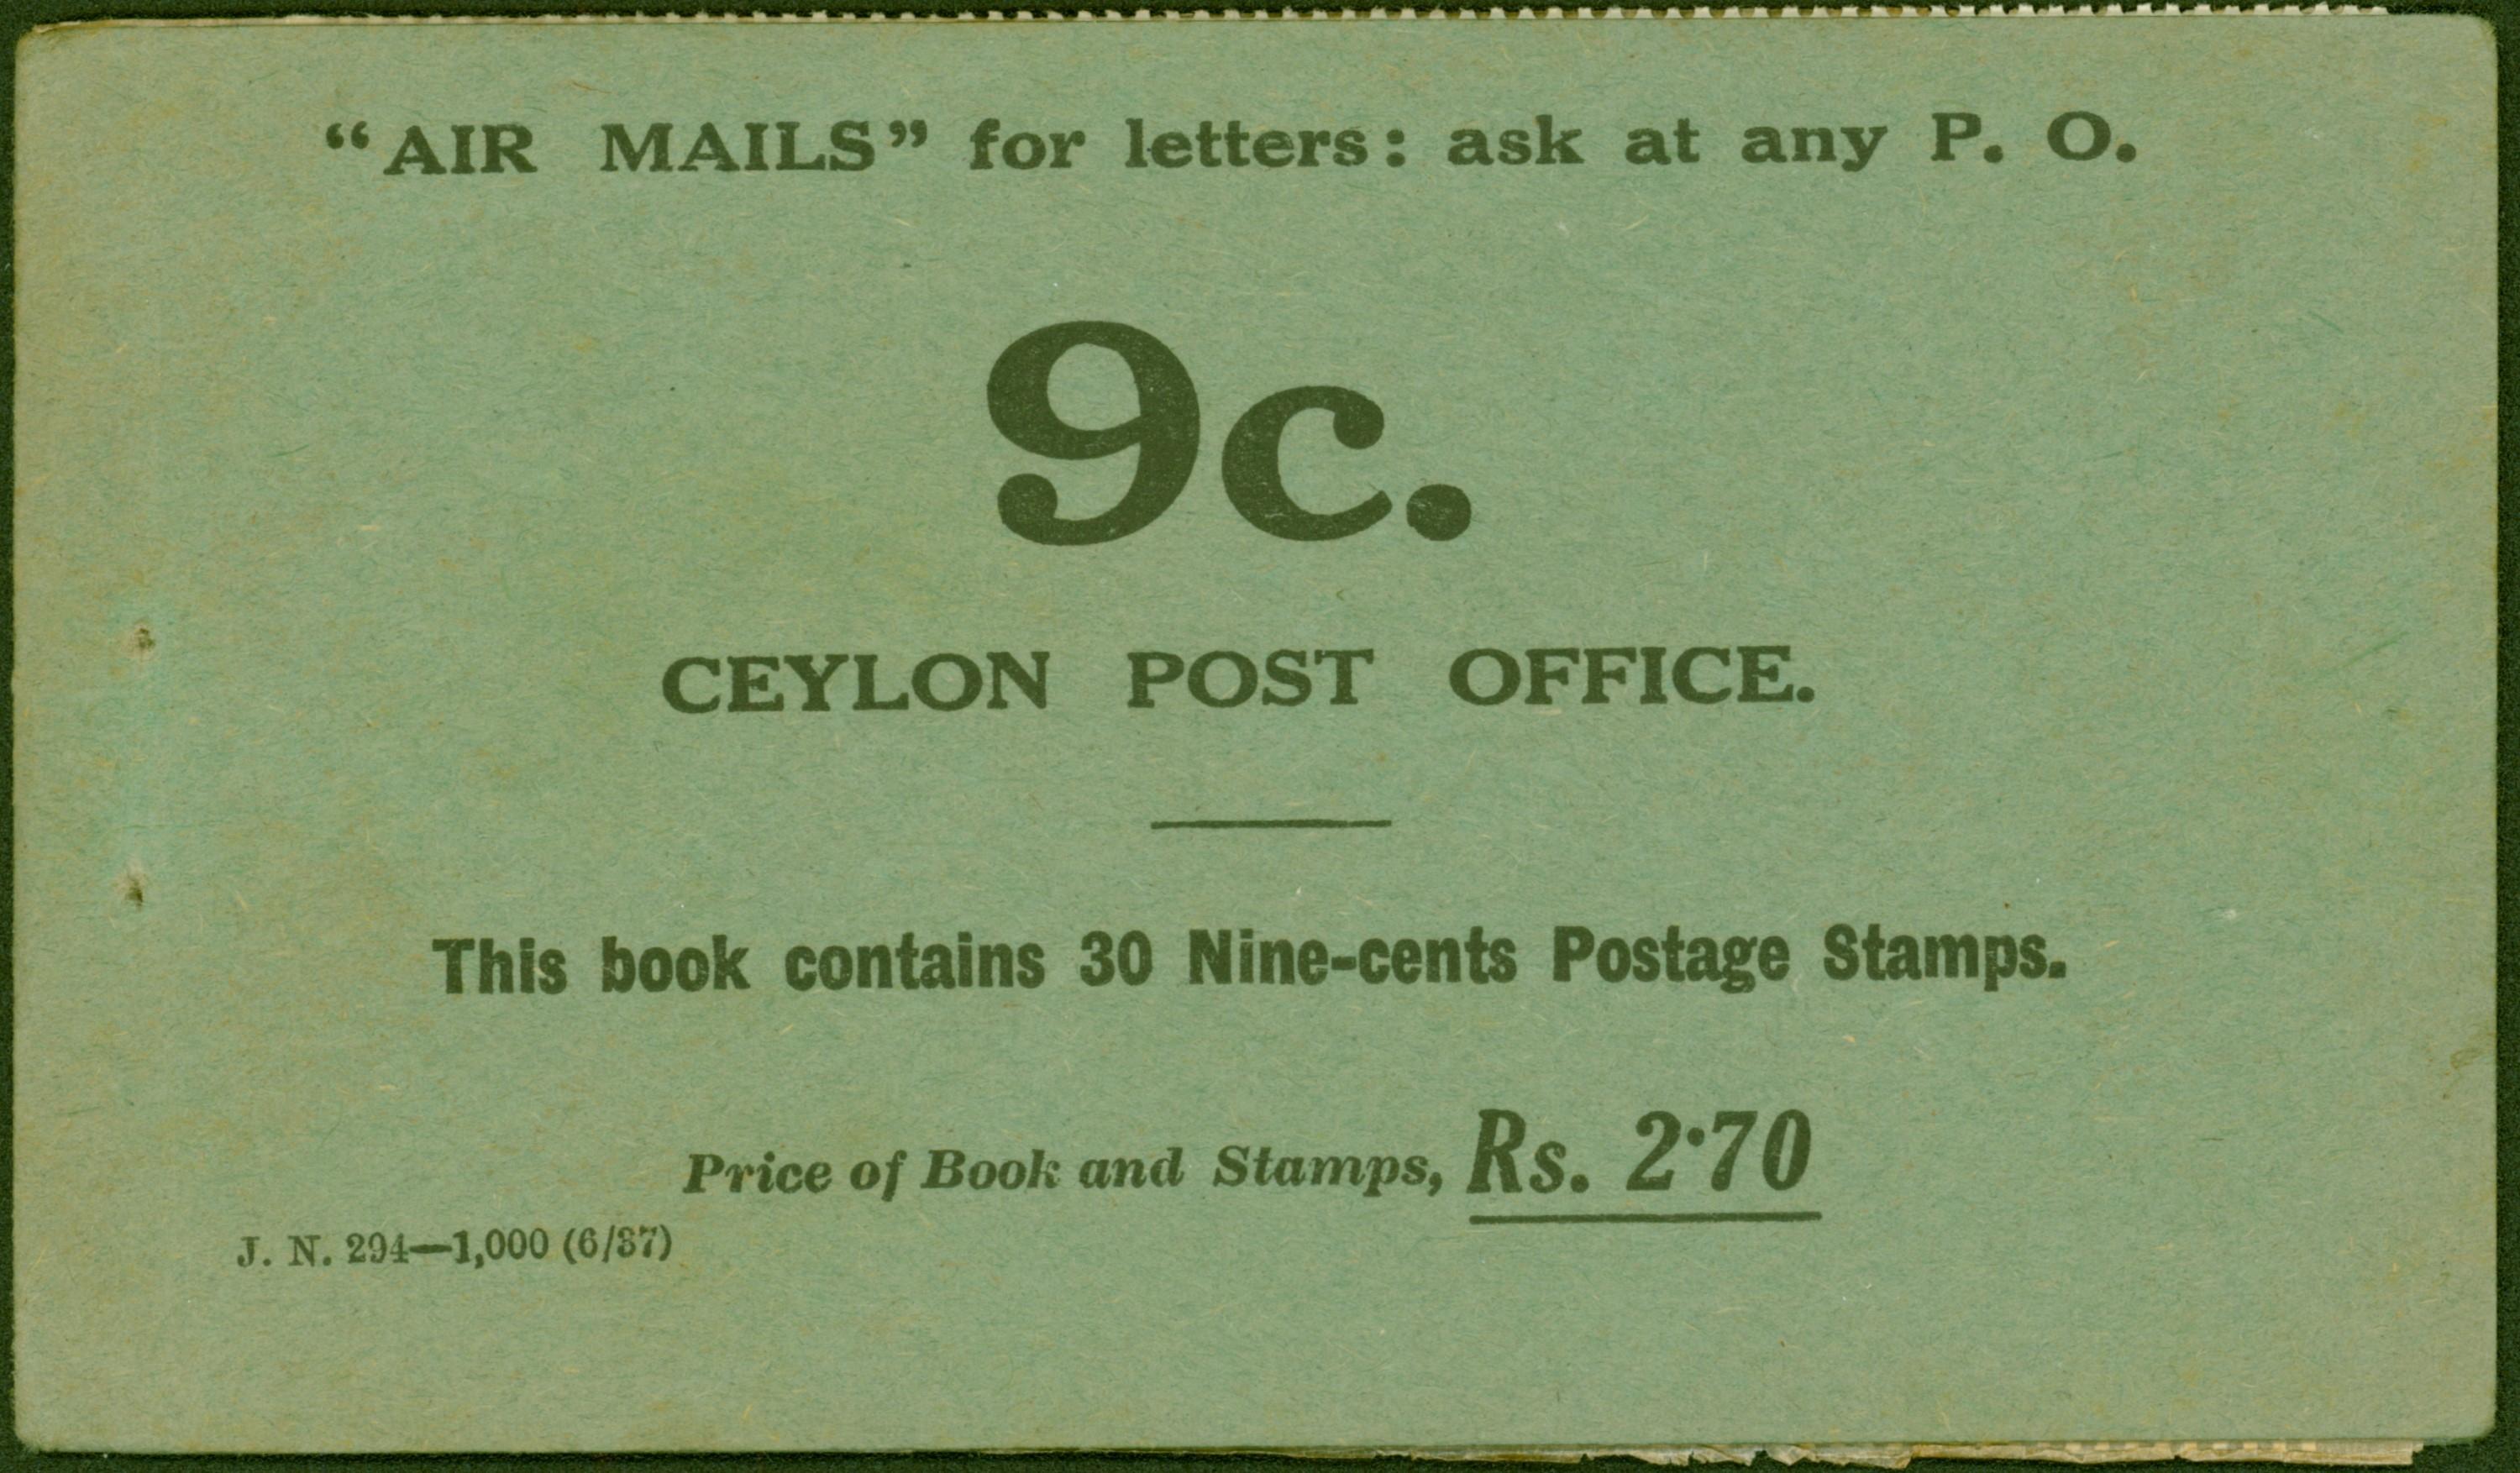 “AIR MAILS” for letters: ask at any P. O.
9c.
CEYLON POST OFFICE.
This book contains 30 Nine-cents Postage Stamps.
Price of Book and Stamps, Rs. 2·70
J. N. 294—1,000 (6/37)